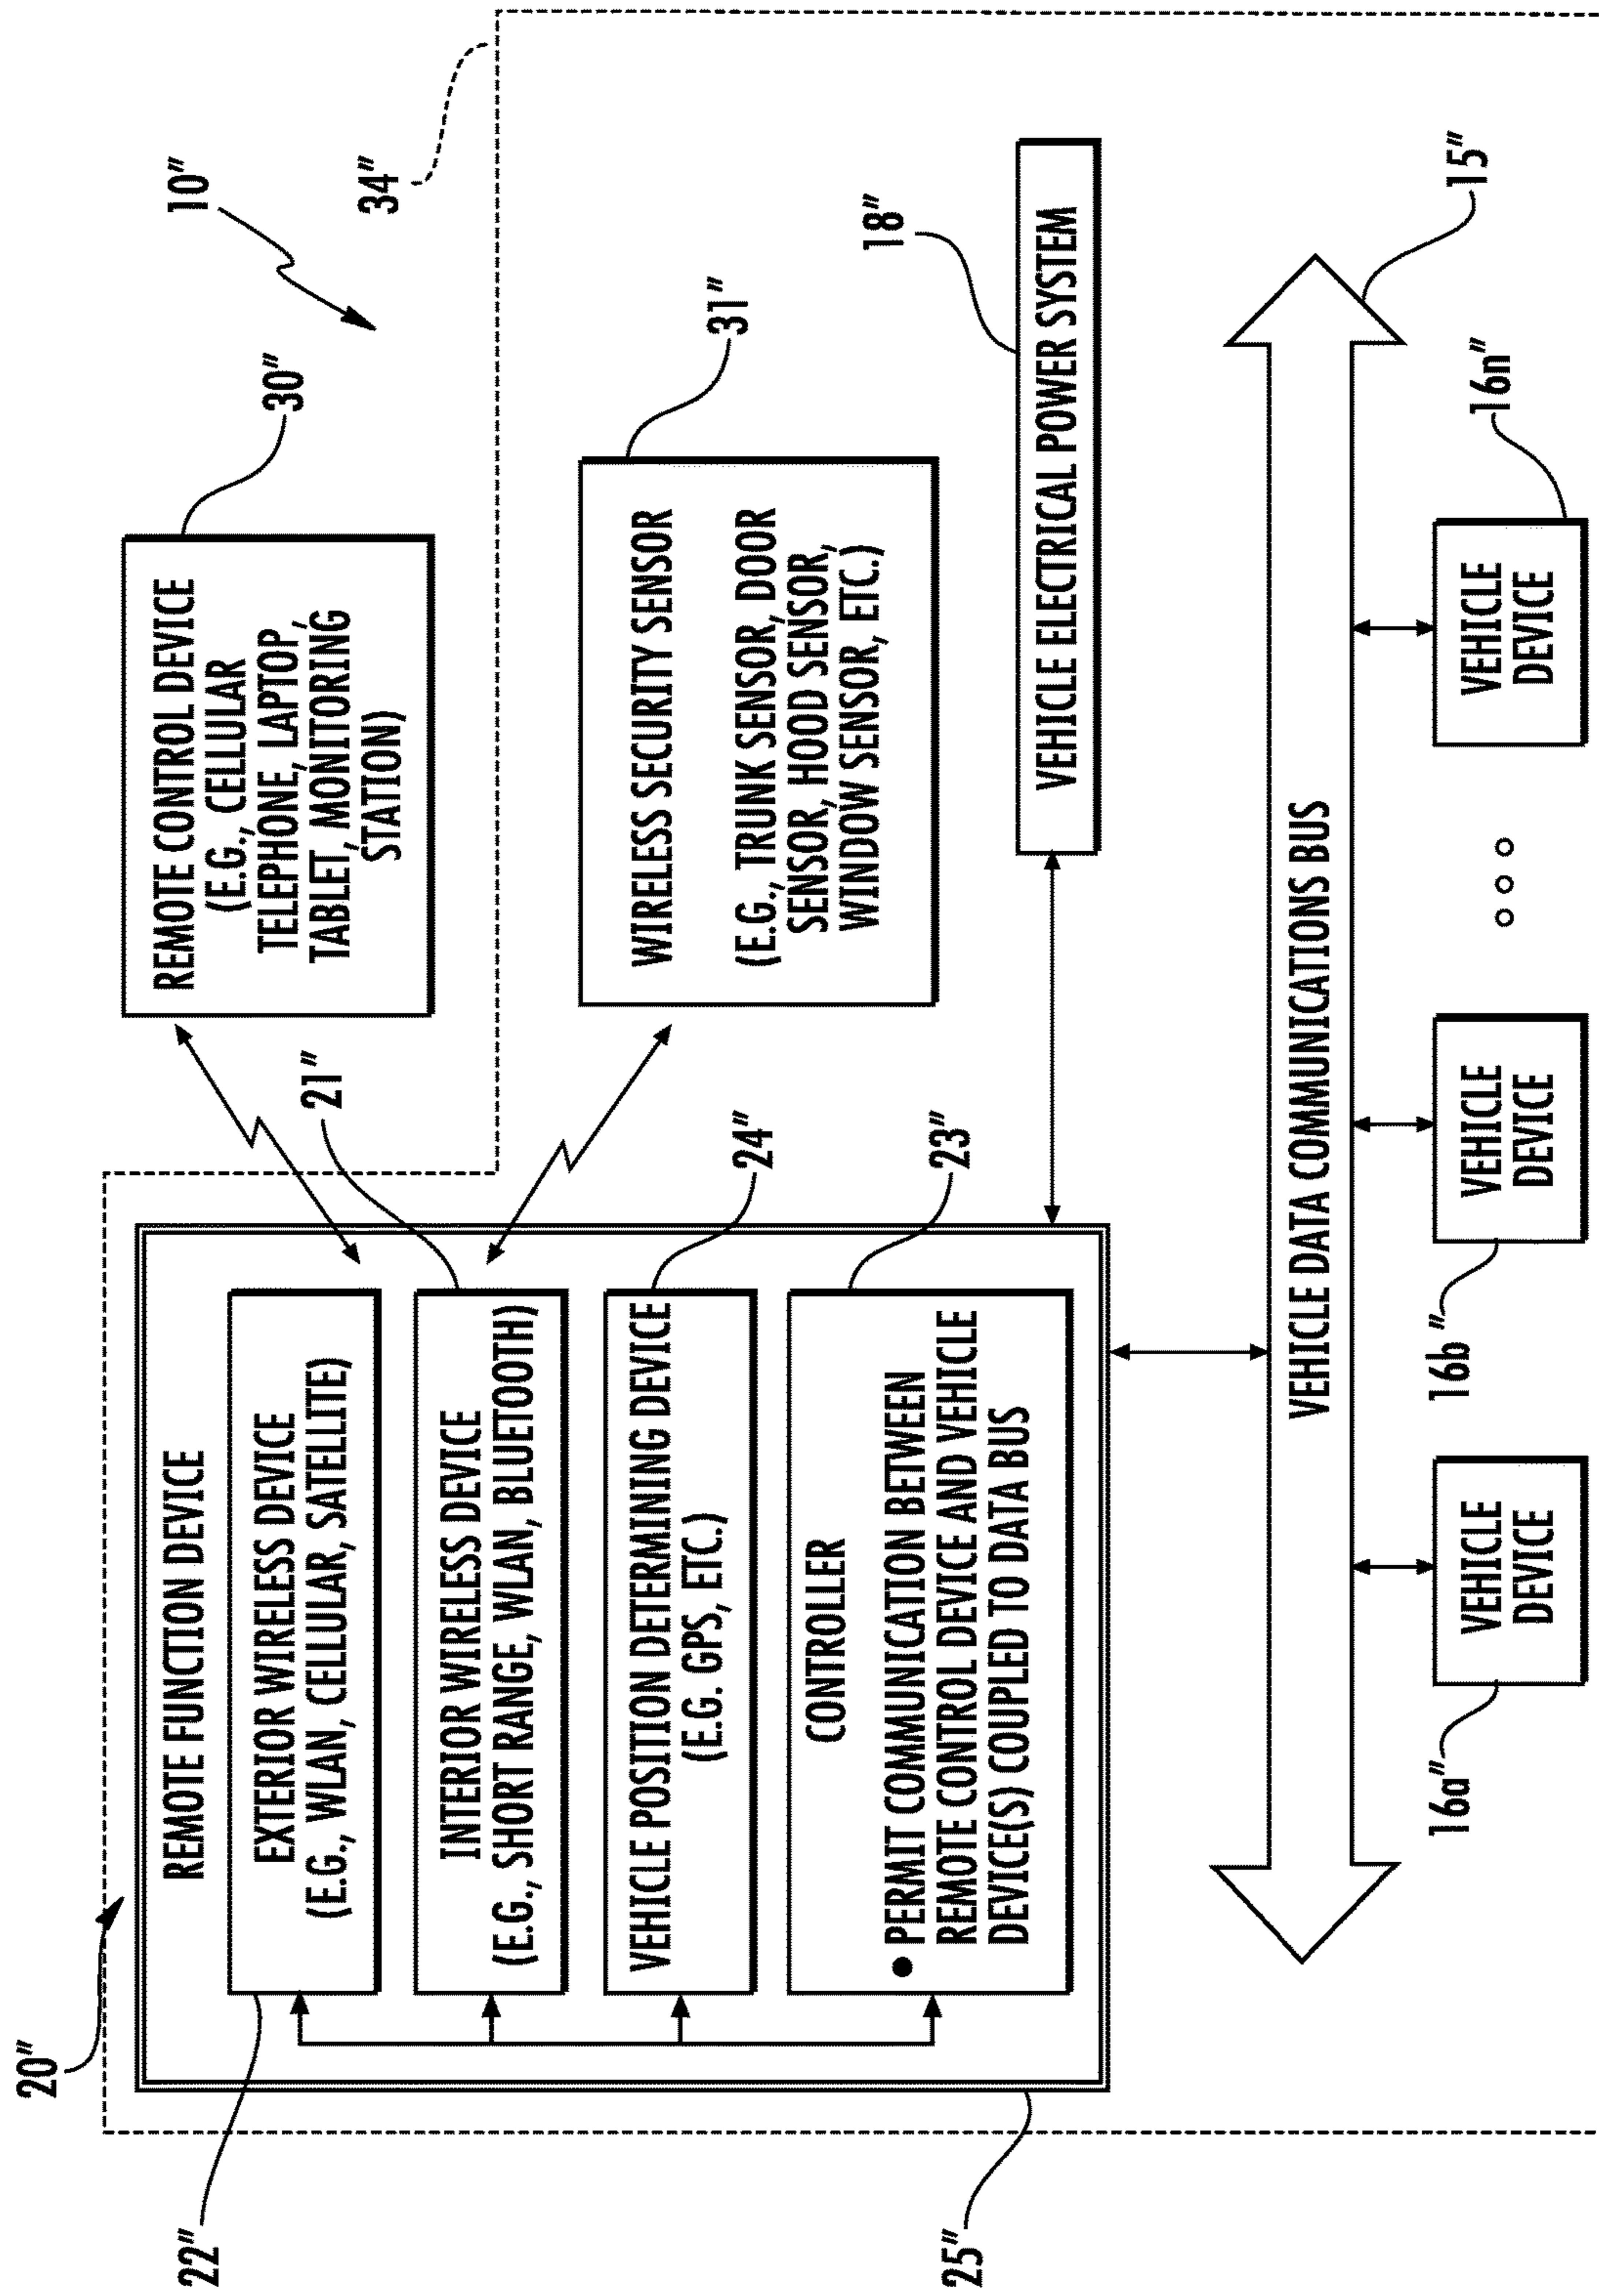 20″
10″
34″
REMOTE FUNCTION DEVICE
22″
EXTERIOR WIRELESS DEVICE
(E.G., WLAN, CELLULAR, SATELLITE)
21″
INTERIOR WIRELESS DEVICE
(E.G., SHORT RANGE, WLAN, BLUETOOTH)
24″
VEHICLE POSITION DETERMINING DEVICE
(E.G. GPS, ETC.)
23″
CONTROLLER
● PERMIT COMMUNICATION BETWEEN
REMOTE CONTROL DEVICE AND VEHICLE
DEVICE(S) COUPLED TO DATA BUS
25″
30″
REMOTE CONTROL DEVICE
(E.G., CELLULAR
TELEPHONE, LAPTOP,
TABLET, MONITORING
STATION)
31″
WIRELESS SECURITY SENSOR
(E.G., TRUNK SENSOR, DOOR
SENSOR, HOOD SENSOR,
WINDOW SENSOR, ETC.)
18″
VEHICLE ELECTRICAL POWER SYSTEM
15″
VEHICLE DATA COMMUNICATIONS BUS
16a″
VEHICLE
DEVICE
16b ″
VEHICLE
DEVICE
16n″
VEHICLE
DEVICE